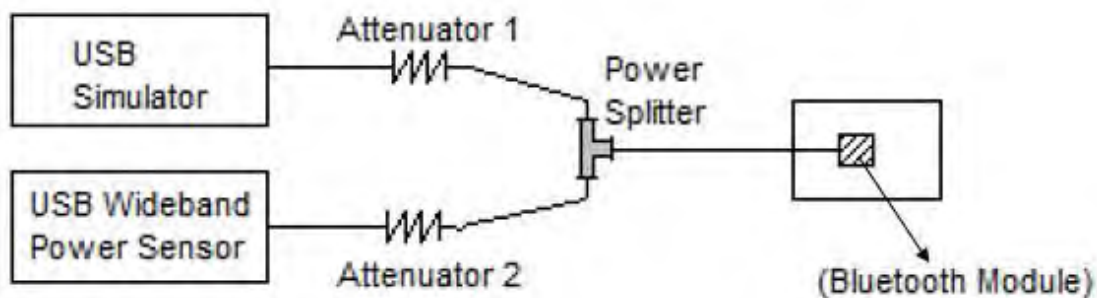 USB
Simulator
Attenuator 1
Power
Splitter
USB Wideband
Power Sensor
Attenuator 2
(Bluetooth Module)